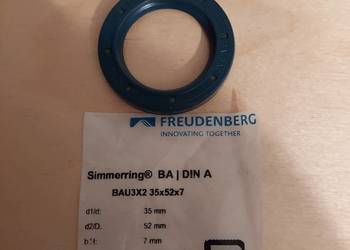 FREUDENBERG
INNOVATING TOGETHER
Simmerring® BA | DIN A
BAU3X2 35x52x7
d1/d: 35 mm
d2/D: 52 mm
7 mm